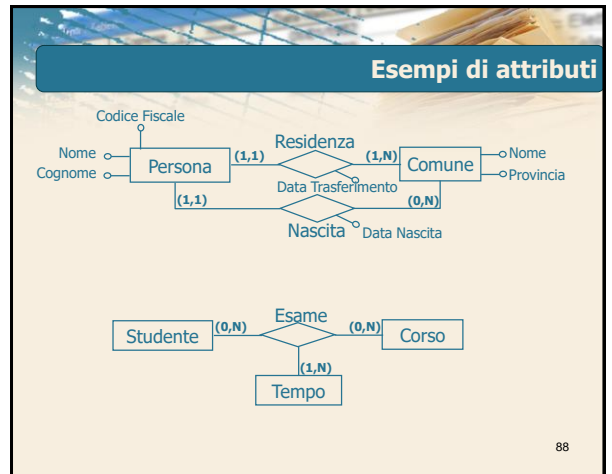 Esempi di attributi
Codice Fiscale
Nome
Cognome
Persona
(1,1)
Residenza
(1,N)
Comune
Nome
Provincia
Data Trasferimento
(1,1)
(0,N)
Nascita
Data Nascita
Studente
(0,N)
Esame
(0,N)
Corso
(1,N)
Tempo
88